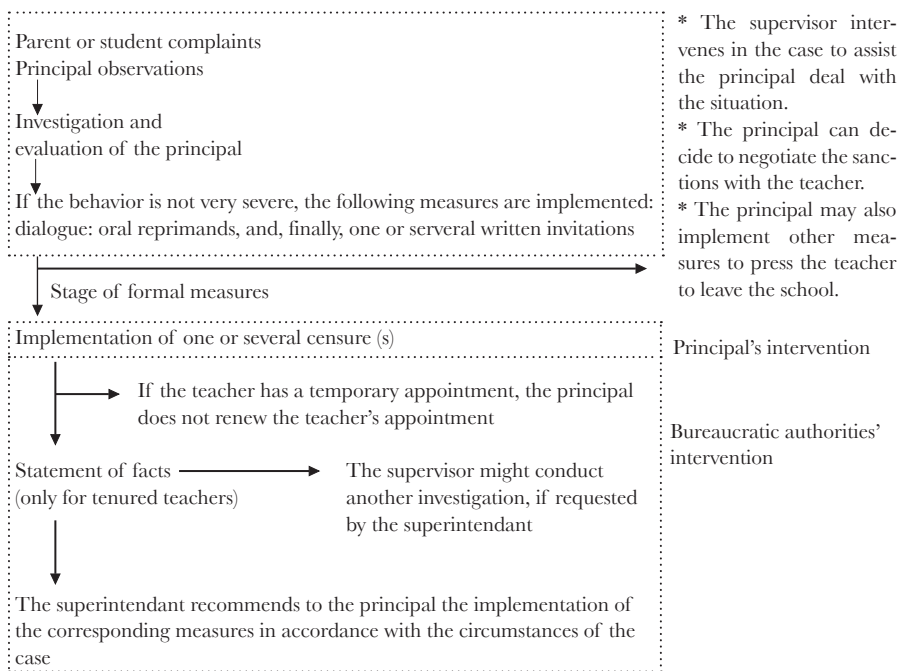 Parent or student complaints
Principal observations
Investigation and
evaluation of the principal
If the behavior is not very severe, the following measures are implemented:
dialogue: oral reprimands, and, finally, one or serveral written invitations
* The supervisor inter-
venes in the case to assist
the principal deal with
the situation.
* The principal can de-
cide to negotiate the sanc-
tions with the teacher.
* The principal may also
implement other mea-
sures to press the teacher
to leave the school.
Stage of formal measures
Implementation of one or several censure (s)
Principal's intervention
If the teacher has a temporary appointment, the principal
does not renew the teacher's appointment
Bureaucratic authorities'
intervention
Statement of facts
(only for tenured teachers)
The supervisor might conduct
another investigation, if requested
by the superintendant
The superintendant recommends to the principal the implementation of
the corresponding measures in accordance with the circumstances of the
case